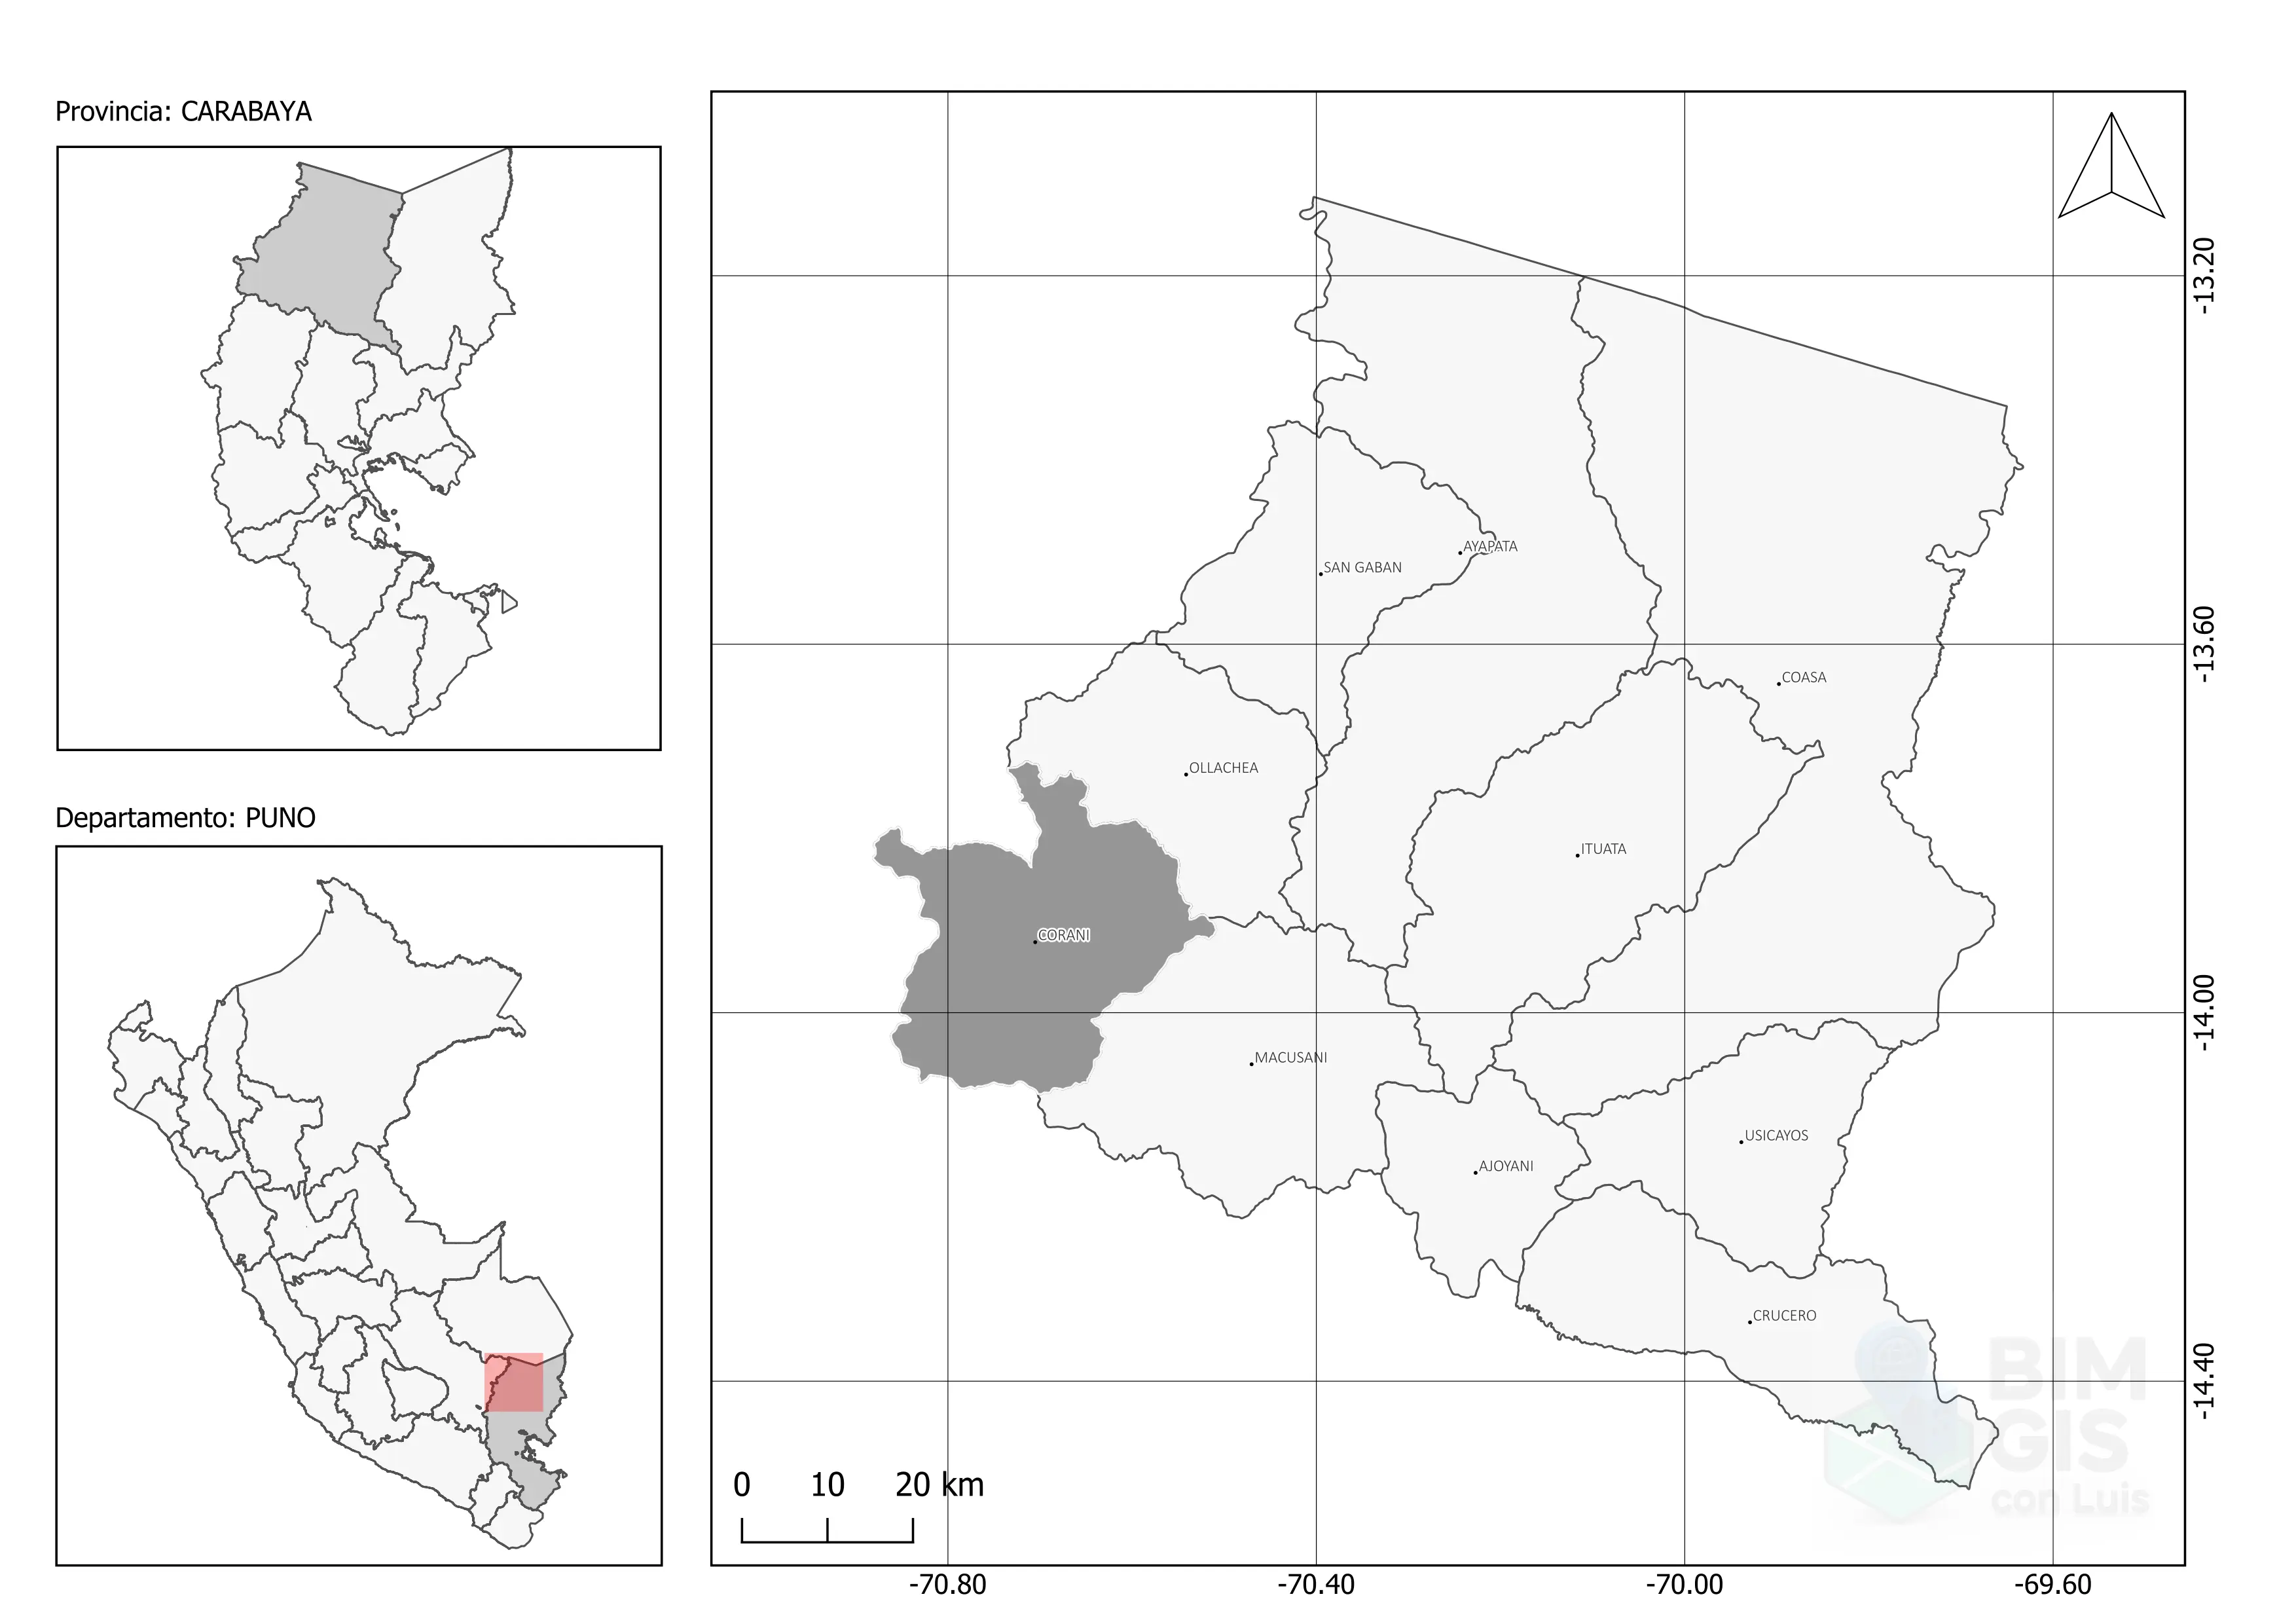 Provincia: CARABAYA
Departamento: PUNO
AYAPATA
SAN GABAN
COASA
OLLACHEA
ITUATA
CORANI
MACUSANI
USICAYOS
AJOYANI
CRUCERO
-13.20
-13.60
-14.00
-14.40
0 10 20 km
-70.80 -70.40 -70.00 -69.60
BIM
GIS
con Luis